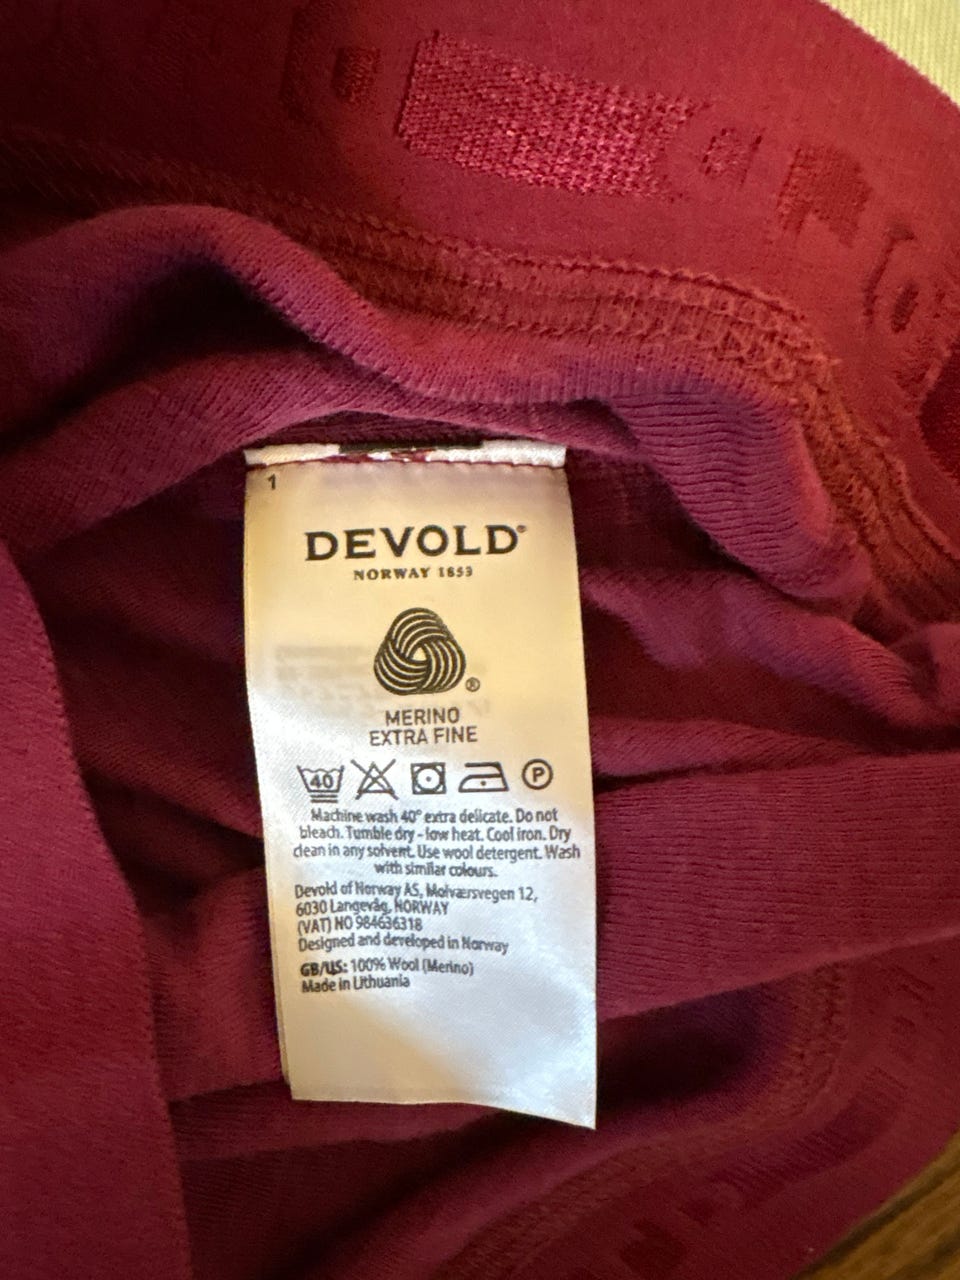 1
DEVOLD®
NORWAY 1853
®
MERINO
EXTRA FINE
40 P
Machine wash 40° extra delicate. Do not
bleach. Tumble dry - low heat. Cool iron. Dry
clean in any solvent. Use wool detergent. Wash
with similar colours.
Devold of Norway AS, Molværsvegen 12,
6030 Langevåg, NORWAY
(VAT) NO 984636318
Designed and developed in Norway
GB/US: 100% Wool (Merino)
Made in Lithuania